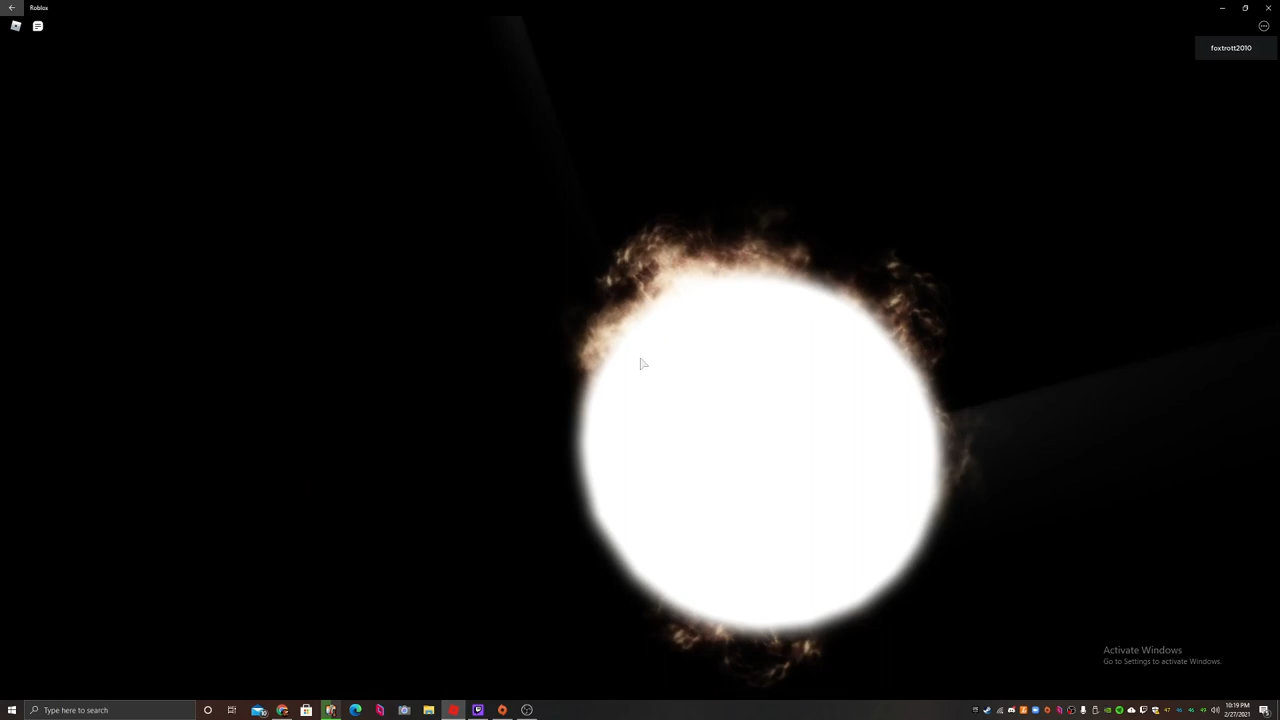 Roblox
foxtrott2010
Activate Windows
Go to Settings to activate Windows.
Type here to search
10:19 PM
2/27/2021